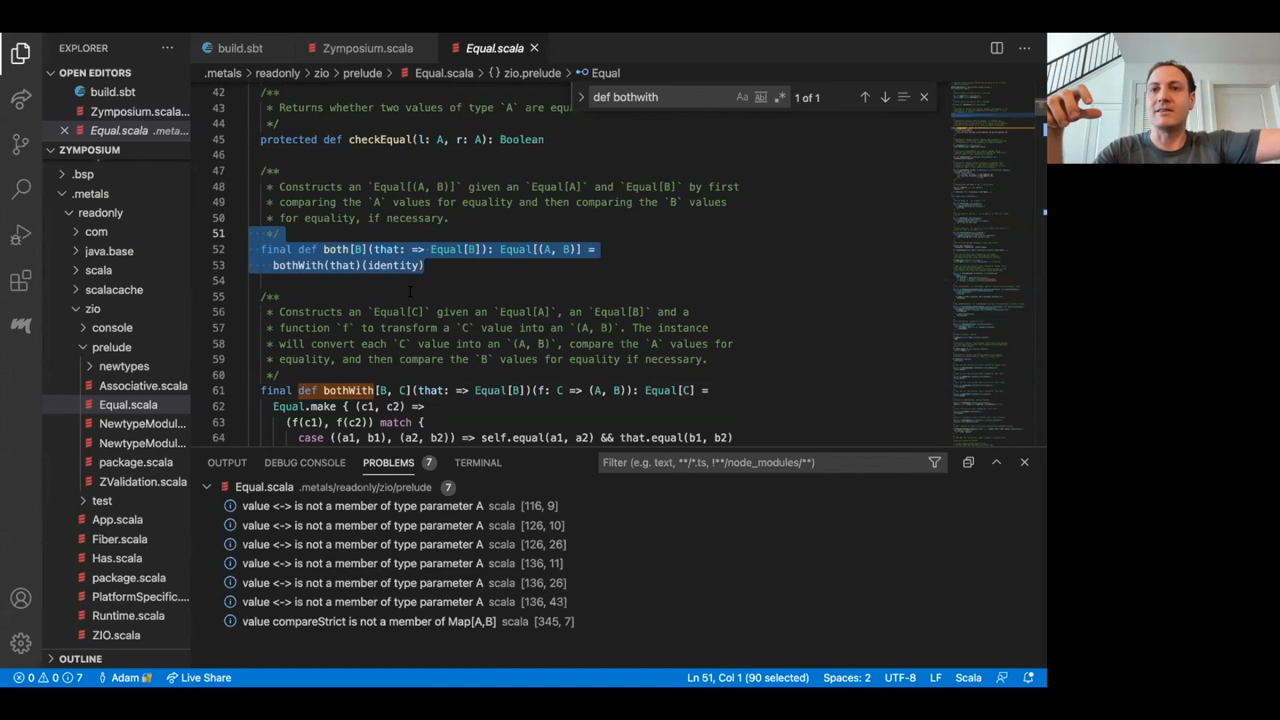 EXPLORER
build.sbt
Zymposium.scala
Equal.scala
OPEN EDITORS
build.sbt
Zymposium.scala
Equal.scala .meta...
ZYMPOSIUM
.bsp
.metals
readonly
com
java.base
scala
scalacache
zio
console
prelude
newtypes
Associative.scala
Equal.scala
NewtypeModul...
NewtypeModul...
package.scala
ZValidation.scala
test
App.scala
Fiber.scala
Has.scala
package.scala
PlatformSpecific....
Runtime.scala
ZIO.scala
OUTLINE
.metals > readonly > zio > prelude > Equal.scala > {} zio.prelude > Equal
def bothwith
Aa Abl .* 1 of 1
42 /**
43 Returns whether two values of type `A` are equa
44
45 A): Boo
46
47 /**
48 Constructs an `Equal[(A, B)]` given an `Equal[A]` and `Equal[B]` by first
49 comparing the `A` values for equality and then comparing the `B` values
50 for equality, if necessary.
51 */
52 final def both[B](that: => Equal[B]): Equal[(A, B)] =
53 bothWith(that)(identity)
54
55 /**
56 Constructs an `Equal[C]` given an `Equal[A]`, an `Equal[B]` and a
57 function `f` to transform a `C` value into an `(A, B)`. The instance
58 will convert each `C` value into an `(A, B)`, compare the `A` values for
59 equality, and then compare the `B` values for equality if necessary.
60
61 final def bothWith[B, C](that: => Equal[B])(f: C => (A, B)): Equal[C] =
62 Equal.make { (c1, c2) =>
63 match
64 case ((a1, b1), (a2, b2)) => self.equal(a1, a2) && that.equal(b1, b2)
OUTPUT
DEBUG CONSOLE
PROBLEMS 7
TERMINAL
Filter (e.g. text, **/*.ts, !**/node_modules/**)
Equal.scala .metals/readonly/zio/prelude 7
value <-> is not a member of type parameter A scala [116, 9]
value <-> is not a member of type parameter A scala [126, 10]
value <-> is not a member of type parameter A scala [126, 26]
value <-> is not a member of type parameter A scala [136, 11]
value <-> is not a member of type parameter A scala [136, 26]
value <-> is not a member of type parameter A scala [136, 43]
value compareStrict is not a member of Map[A,B] scala [345, 7]
0 0 7 Adam Live Share
Ln 51, Col 1 (90 selected) Spaces: 2 UTF-8 LF Scala